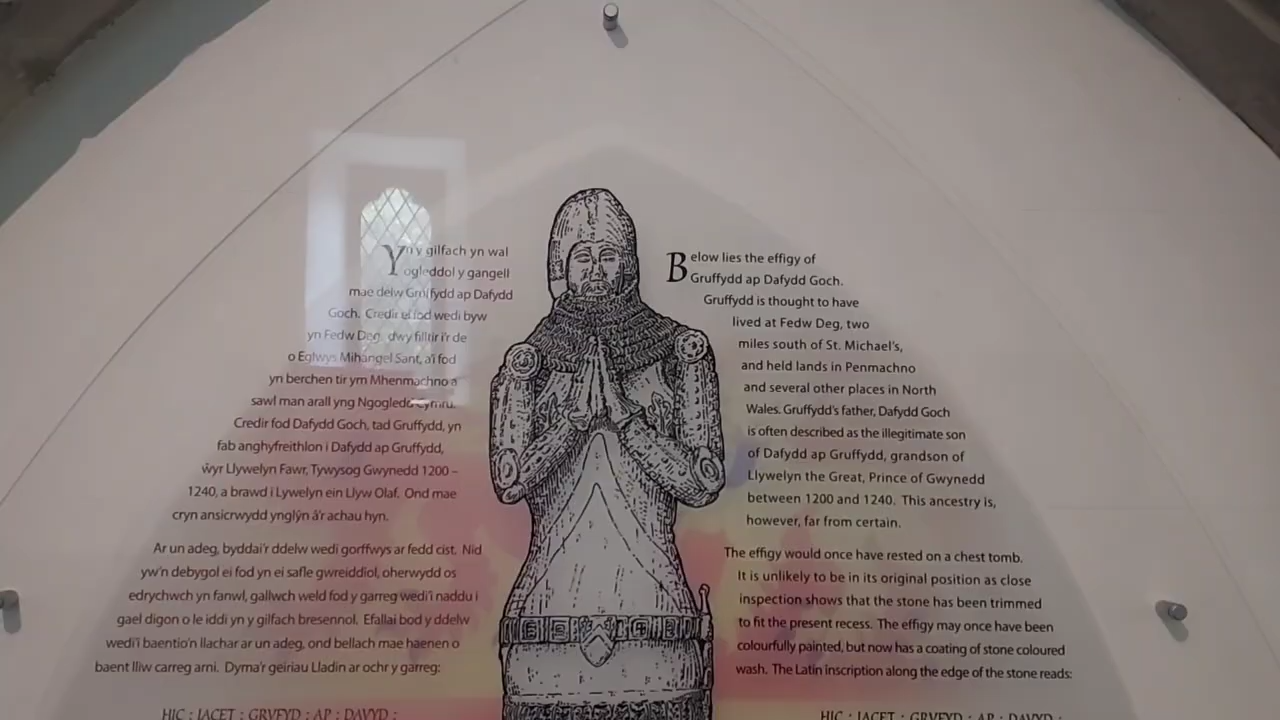 Yn y gilfach yn wal
ogleddol y gangell
mae delw Gruffydd ap Dafydd
Goch. Credir ei fod wedi byw
yn Fedw Deg, dwy filltir i'r de
o Eglwys Mihangel Sant, a'i fod
yn berchen tir ym Mhenmachno a
sawl man arall yng Ngogledd Cymru.
Credir fod Dafydd Goch, tad Gruffydd, yn
fab anghyfreithlon i Dafydd ap Gruffydd,
ŵyr Llywelyn Fawr, Tywysog Gwynedd 1200 –
1240, a brawd i Lywelyn ein Llyw Olaf. Ond mae
cryn ansicrwydd ynglŷn â'r achau hyn.
Ar un adeg, byddai'r ddelw wedi gorffwys ar fedd cist. Nid
yw'n debygol ei fod yn ei safle gwreiddiol, oherwydd os
edrychwch yn fanwl, gallwch weld fod y garreg wedi'i naddu i
gael digon o le iddi yn y gilfach bresennol. Efallai bod y ddelw
wedi'i baentio'n llachar ar un adeg, ond bellach mae haenen o
baent lliw carreg arni. Dyma'r geiriau Lladin ar ochr y garreg:
HIC : IACET : GRVFYD : AP : DAVYD :
Below lies the effigy of
Gruffydd ap Dafydd Goch.
Gruffydd is thought to have
lived at Fedw Deg, two
miles south of St. Michael's,
and held lands in Penmachno
and several other places in North
Wales. Gruffydd's father, Dafydd Goch
is often described as the illegitimate son
of Dafydd ap Gruffydd, grandson of
Llywelyn the Great, Prince of Gwynedd
between 1200 and 1240. This ancestry is,
however, far from certain.
The effigy would once have rested on a chest tomb.
It is unlikely to be in its original position as close
inspection shows that the stone has been trimmed
to fit the present recess. The effigy may once have been
colourfully painted, but now has a coating of stone coloured
wash. The Latin inscription along the edge of the stone reads:
HIC : IACET : GRVFYD : AP : DAVYD :